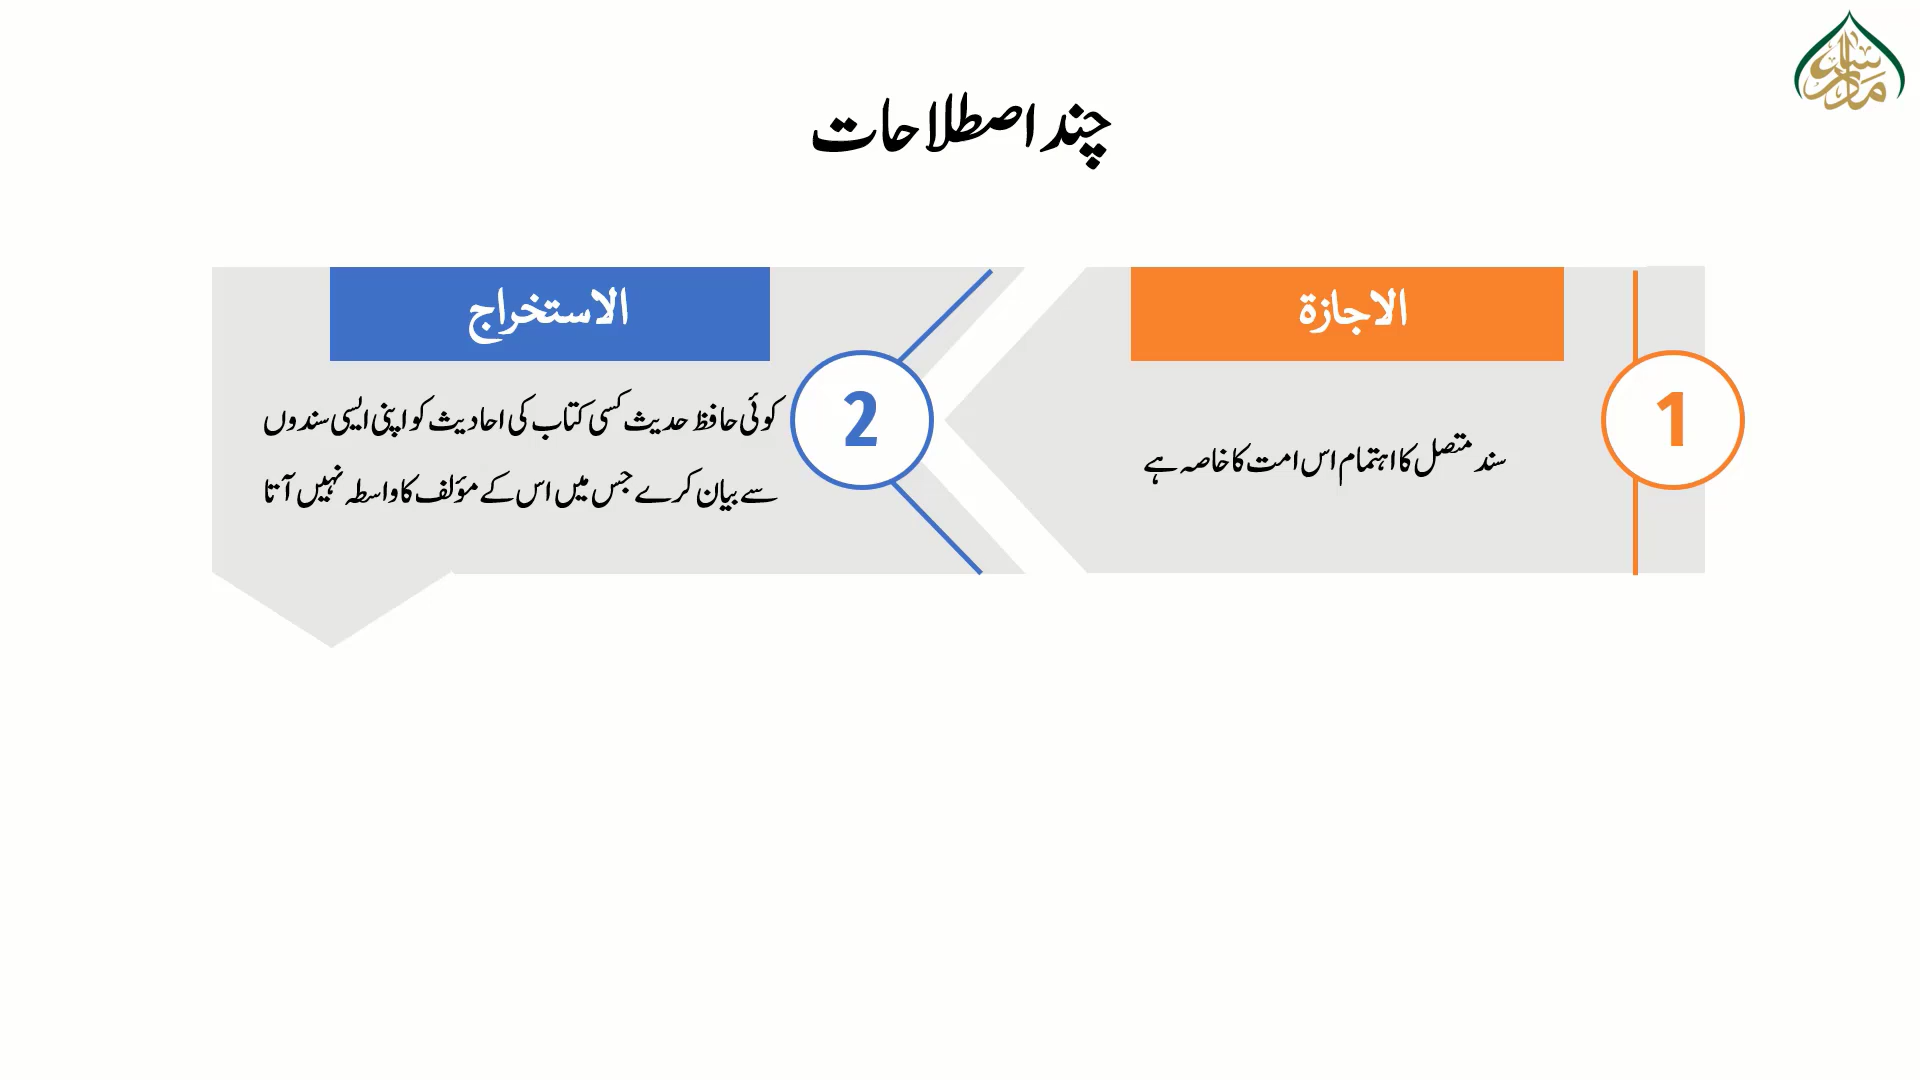 چند اصطلاحات
1
الاجازة
سند متصل کا اہتمام اس امت کا خاصہ ہے
2
الاستخراج
کوئی حافظ حدیث کسی کتاب کی احادیث کو اپنی ایسی سندوں
سے بیان کرے جس میں اس کے مؤلف کا واسطہ نہیں آتا